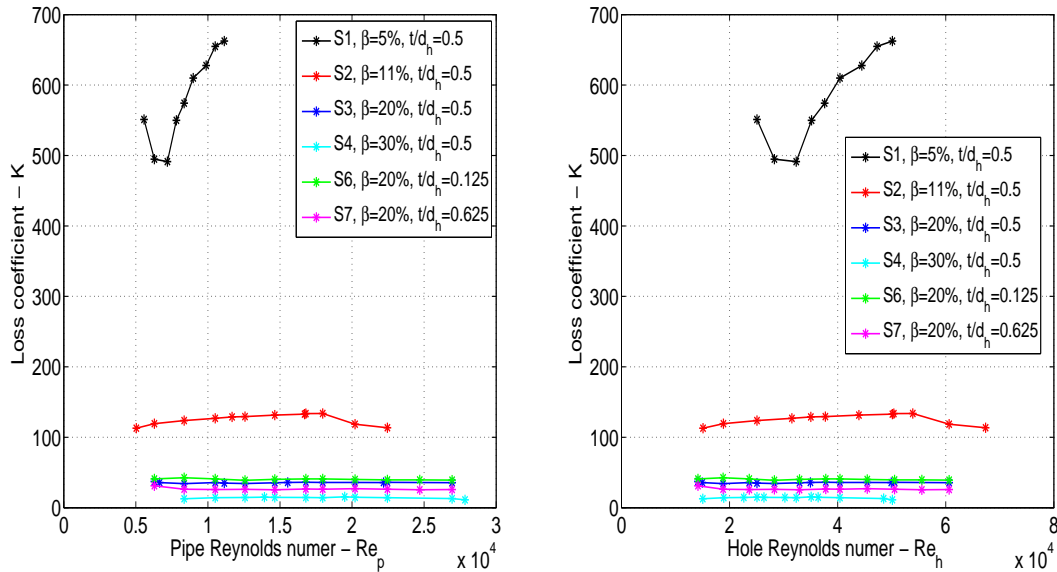 700
600
500
400
300
200
100
0
Loss coefficient – K
S1, β=5%, t/d_h=0.5
S2, β=11%, t/d_h=0.5
S3, β=20%, t/d_h=0.5
S4, β=30%, t/d_h=0.5
S6, β=20%, t/d_h=0.125
S7, β=20%, t/d_h=0.625
0 0.5 1 1.5 2 2.5 3
x 10^4
Pipe Reynolds numer – Re_p
700
600
500
400
300
200
100
0
Loss coefficient – K
S1, β=5%, t/d_h=0.5
S2, β=11%, t/d_h=0.5
S3, β=20%, t/d_h=0.5
S4, β=30%, t/d_h=0.5
S6, β=20%, t/d_h=0.125
S7, β=20%, t/d_h=0.625
0 2 4 6 8
x 10^4
Hole Reynolds numer – Re_h